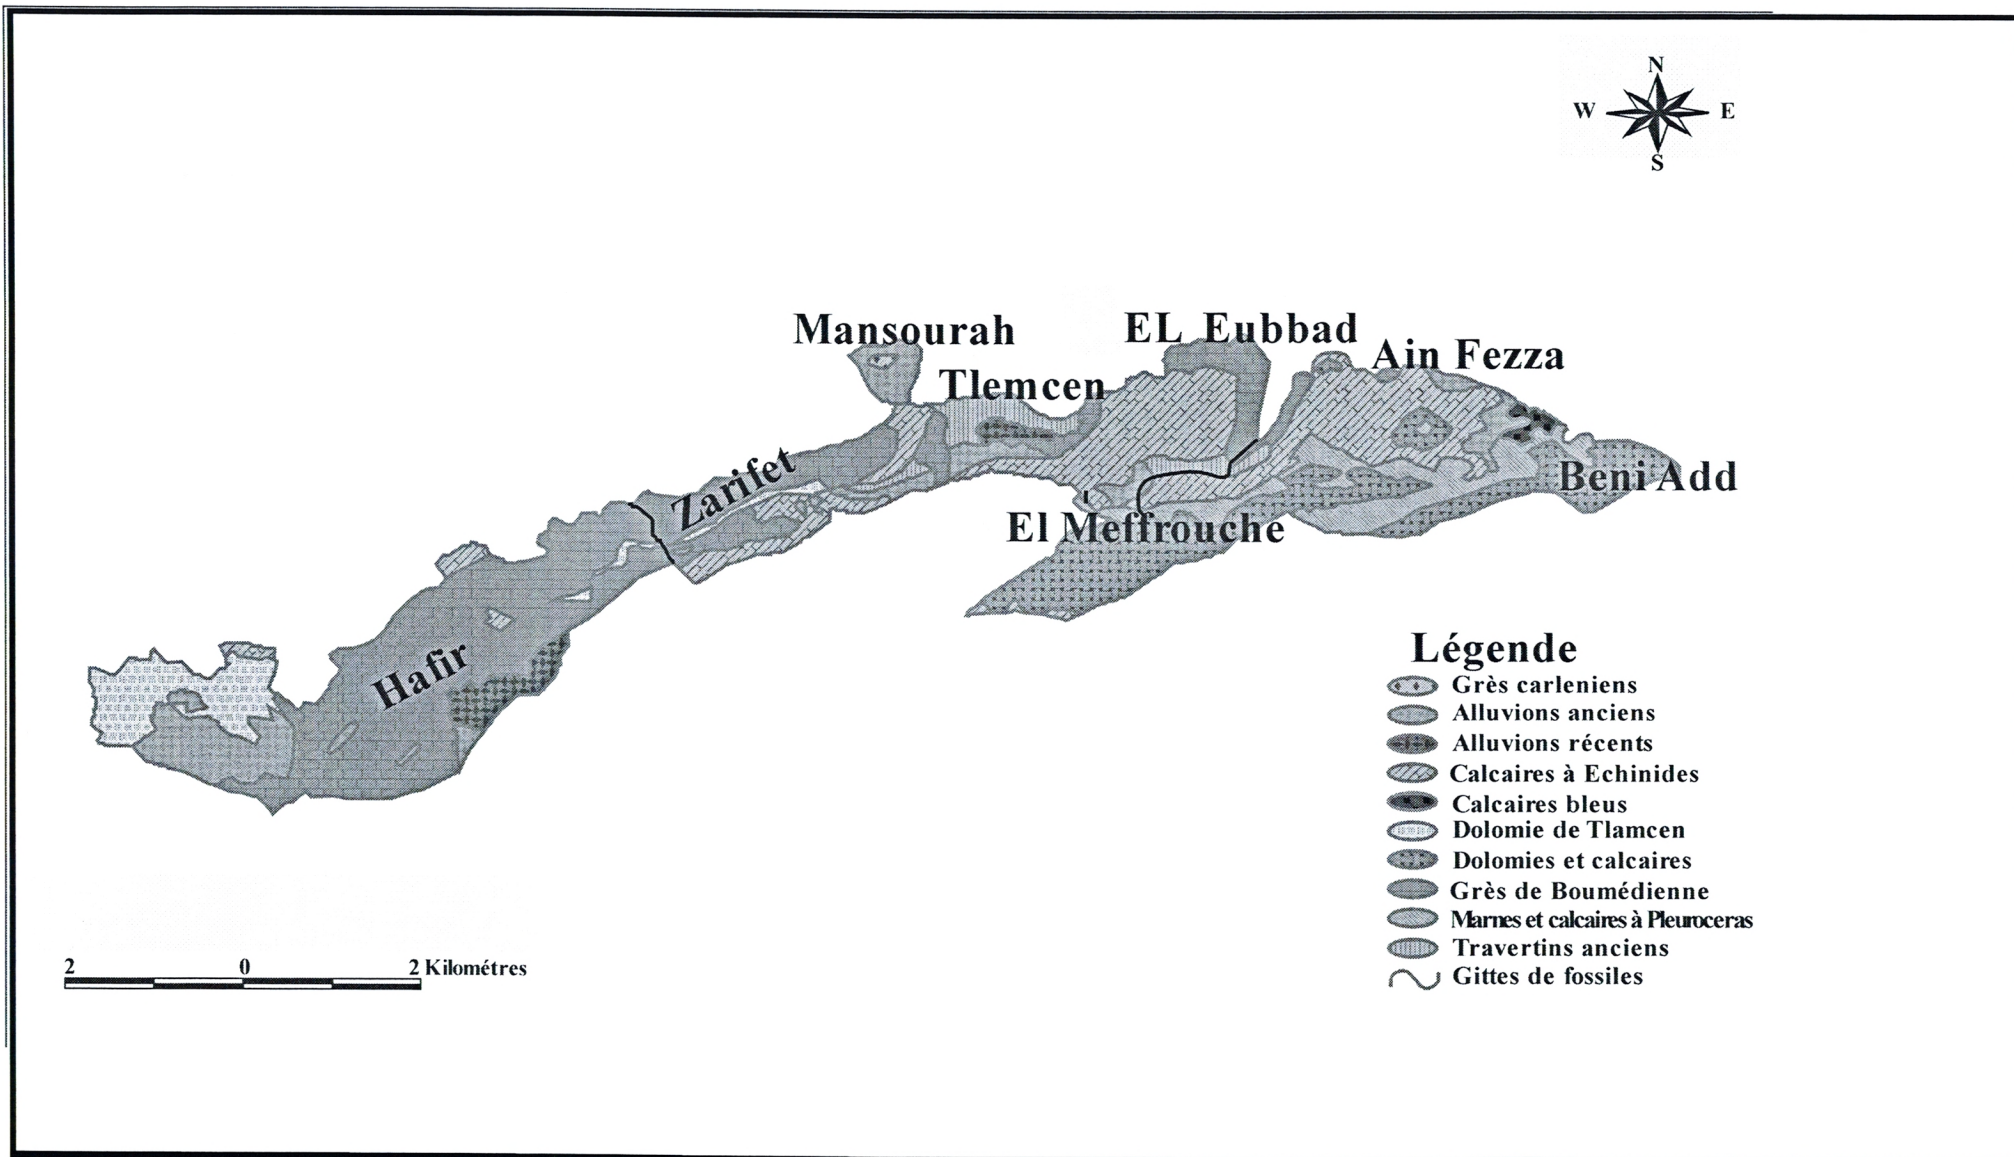 N
W E
S
Mansourah
EL Eubbad
Ain Fezza
Tlemcen
Zarifet
Beni Add
El Meffrouche
Hafir
Légende
Grès carleniens
Alluvions anciens
Alluvions récents
Calcaires à Echinides
Calcaires bleus
Dolomie de Tlamcen
Dolomies et calcaires
Grès de Boumédienne
Marnes et calcaires à Pleuroceras
Travertins anciens
Gittes de fossiles
2 0 2 Kilométres